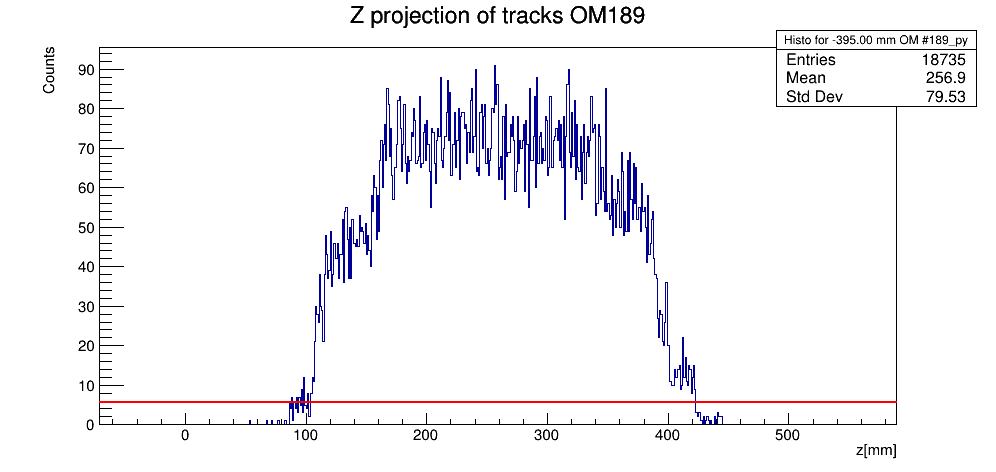 Z projection of tracks OM189
Histo for -395.00 mm OM #189_py
Entries 18735
Mean 256.9
Std Dev 79.53
Counts
90
80
70
60
50
40
30
20
10
0
0 100 200 300 400 500
z[mm]